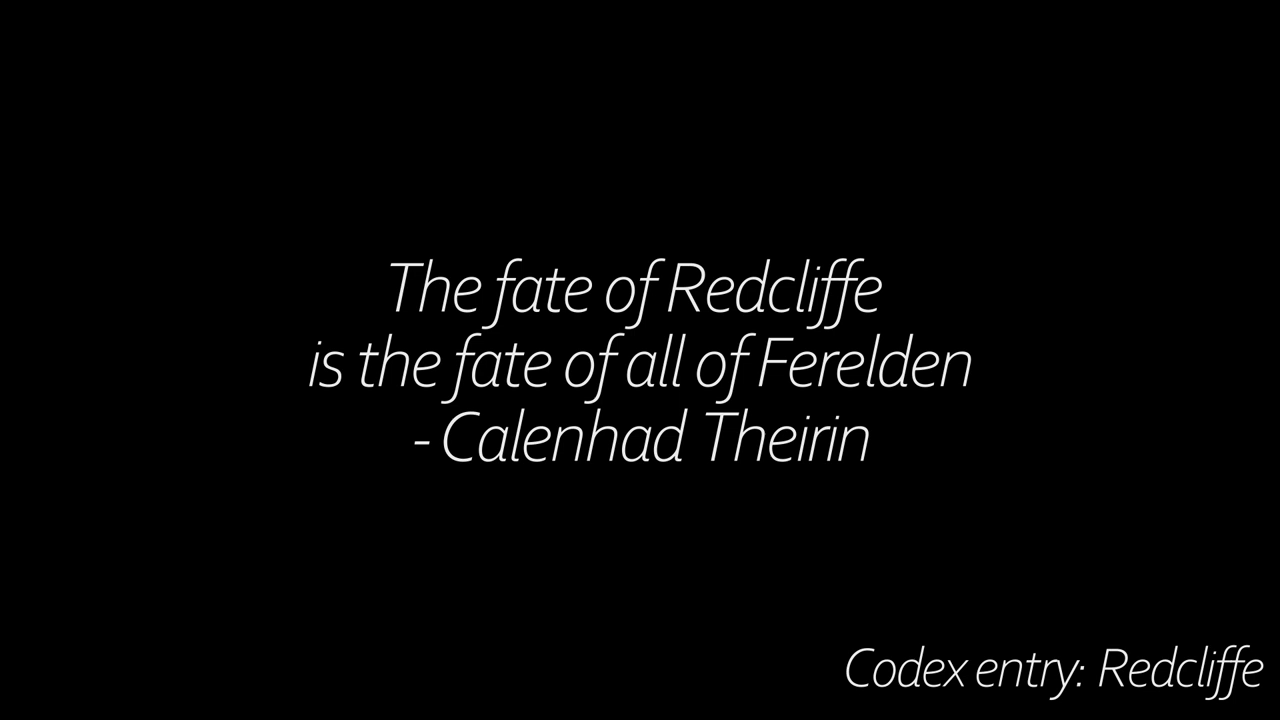 The fate of Redcliffe
is the fate of all of Ferelden
- Calenhad Theirin
Codex entry: Redcliffe